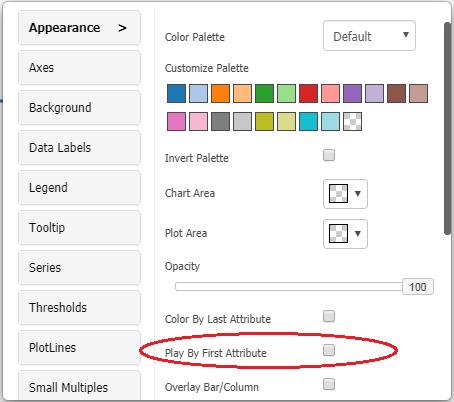 Appearance >
Axes
Background
Data Labels
Legend
Tooltip
Series
Thresholds
PlotLines
Small Multiples
Color Palette Default ▼
Customize Palette
Invert Palette
Chart Area ▼
Plot Area ▼
Opacity
100
Color By Last Attribute
Play By First Attribute
Overlay Bar/Column